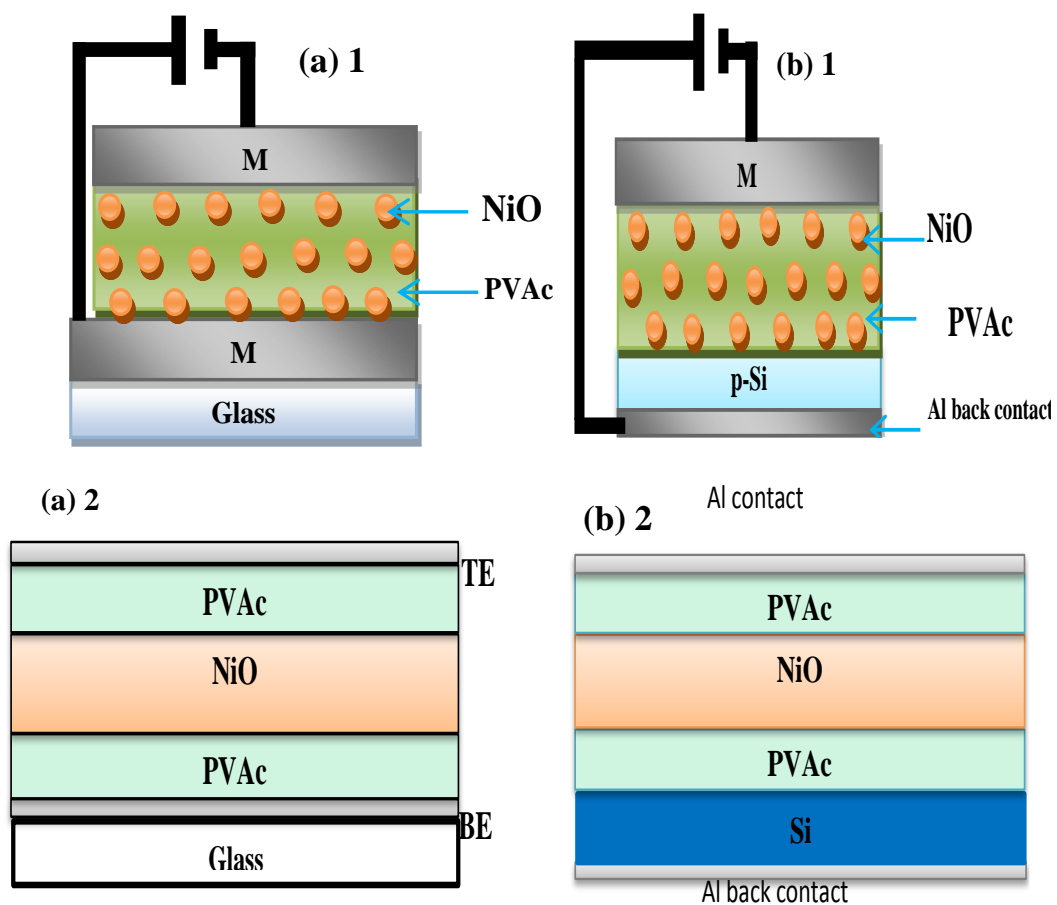 (a) 1
M
NiO
PVAc
M
Glass
(b) 1
M
NiO
PVAc
p-Si
Al back contact
(a) 2
TE
PVAc
NiO
PVAc
BE
Glass
Al contact
(b) 2
PVAc
NiO
PVAc
Si
Al back contact